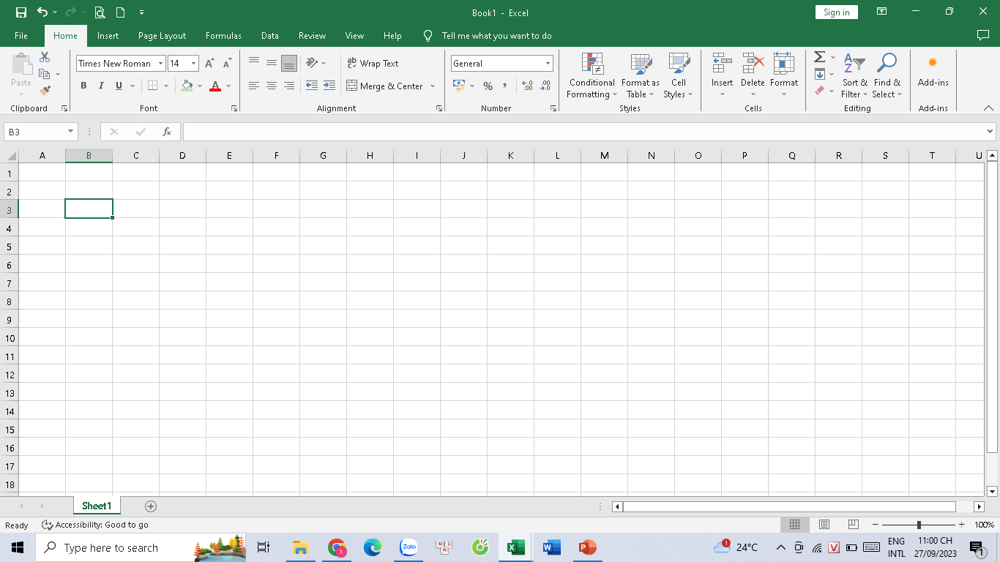 Book1 - Excel
Sign in
File Home Insert Page Layout Formulas Data Review View Help Tell me what you want to do
Times New Roman 14 ab Wrap Text General
Paste B I U Merge & Center % , Conditional Formatting Format as Table Cell Styles Insert Delete Format Sort & Filter Find & Select Add-ins
Clipboard Font Alignment Number Styles Cells Editing Add-ins
B3 fx
A B C D E F G H I J K L M N O P Q R S T U
1
2
3
4
5
6
7
8
9
10
11
12
13
14
15
16
17
18
Sheet1
Ready Accessibility: Good to go 100%
Type here to search Zalo 1 24°C V ENG 11:00 CH
INTL 27/09/2023 1